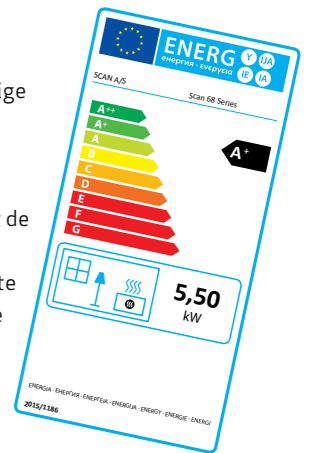 ige
de
te
e
ENERG Y IJA
енергия · ενεργεια IE IA
SCAN A/S
Scan 68 Series
A++
A+
A
B
C
D
E
F
G
A+
5,50
kW
ENERGIA · ЕНЕРГИЯ · ΕΝΕΡΓΕΙΑ · ENERGIJA · ENERGY · ENERGIE · ENERGI
2015/1186